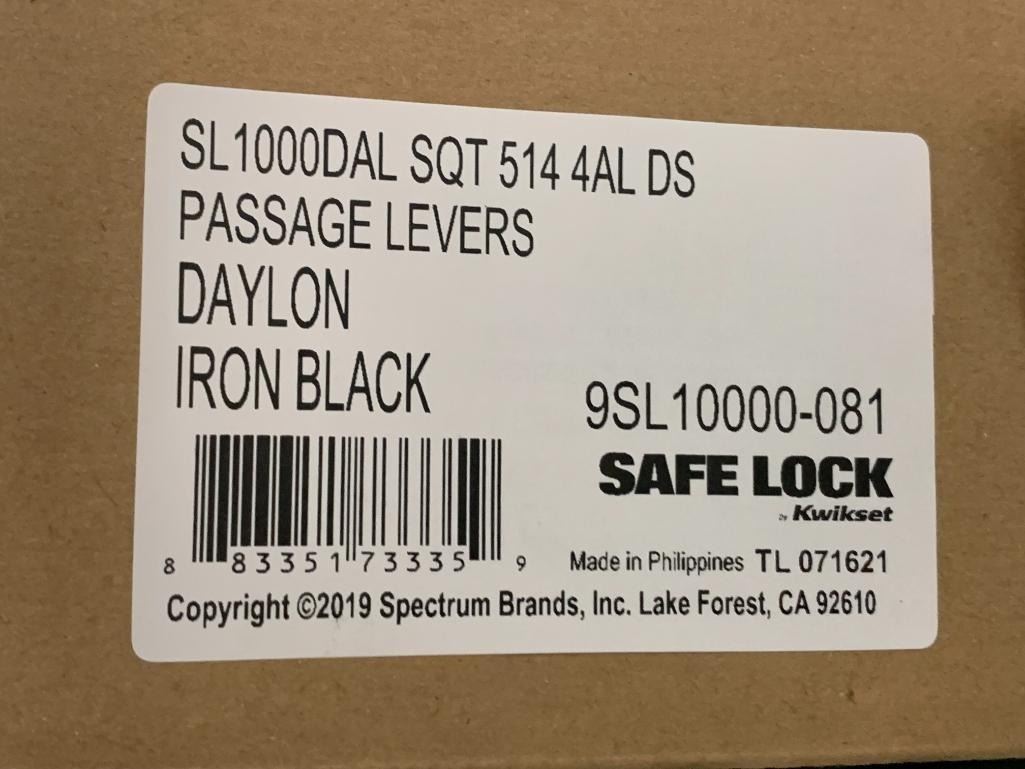 SL1000DAL SQT 514 4AL DS
PASSAGE LEVERS
DAYLON
IRON BLACK
9SL10000-081
SAFE LOCK
by Kwikset
8 83351 73335 9
Made in Philippines TL 071621
Copyright ©2019 Spectrum Brands, Inc. Lake Forest, CA 92610